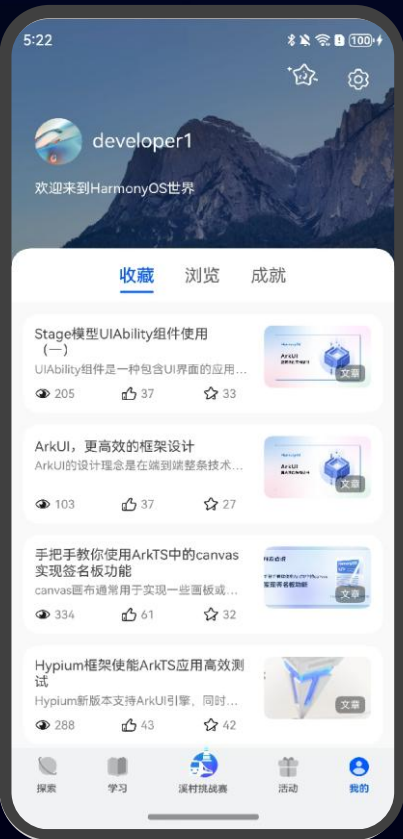 5:22
100
developer1
欢迎来到HarmonyOS世界
收藏 浏览 成就
Stage模型UIAbility组件使用
（一）
UIAbility组件是一种包含UI界面的应用...
205 37 33
ArkUI
文章
ArkUI，更高效的框架设计
ArkUI的设计理念是在端到端整条技术...
103 37 27
ArkUI
文章
手把手教你使用ArkTS中的canvas
实现签名板功能
canvas画布通常用于实现一些画板或...
334 61 32
实现签名板功能
文章
Hypium框架使能ArkTS应用高效测
试
Hypium新版本支持ArkUI引擎，同时...
288 43 42
文章
探索 学习 溪村挑战赛 活动 我的